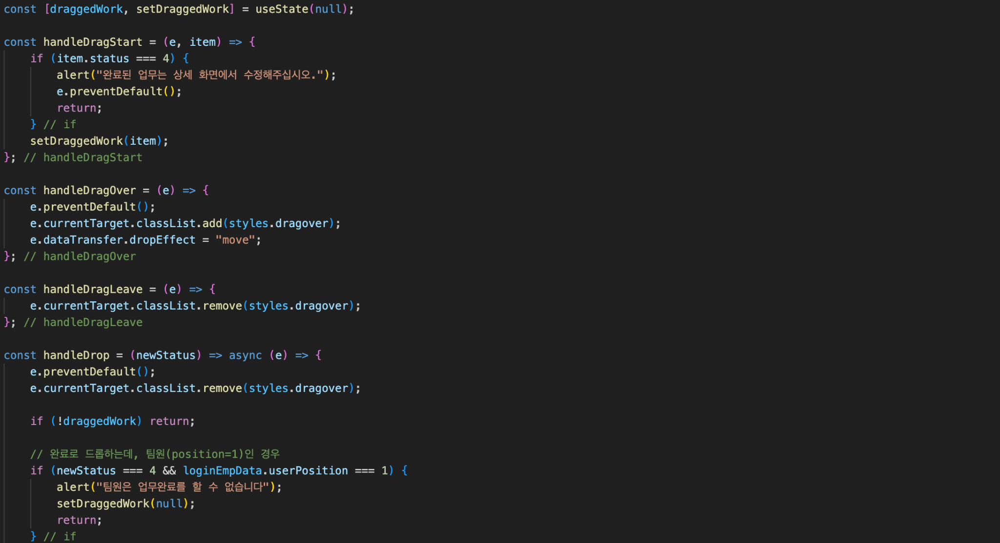 const [draggedWork, setDraggedWork] = useState(null);
const handleDragStart = (e, item) => {
if (item.status === 4) {
alert("완료된 업무는 상세 화면에서 수정해주십시오.");
e.preventDefault();
return;
} // if
setDraggedWork(item);
}; // handleDragStart
const handleDragOver = (e) => {
e.preventDefault();
e.currentTarget.classList.add(styles.dragover);
e.dataTransfer.dropEffect = "move";
}; // handleDragOver
const handleDragLeave = (e) => {
e.currentTarget.classList.remove(styles.dragover);
}; // handleDragLeave
const handleDrop = (newStatus) => async (e) => {
e.preventDefault();
e.currentTarget.classList.remove(styles.dragover);
if (!draggedWork) return;
// 완료로 드롭하는데, 팀원(position=1)인 경우
if (newStatus === 4 && loginEmpData.userPosition === 1) {
alert("팀원은 업무완료를 할 수 없습니다");
setDraggedWork(null);
return;
} // if